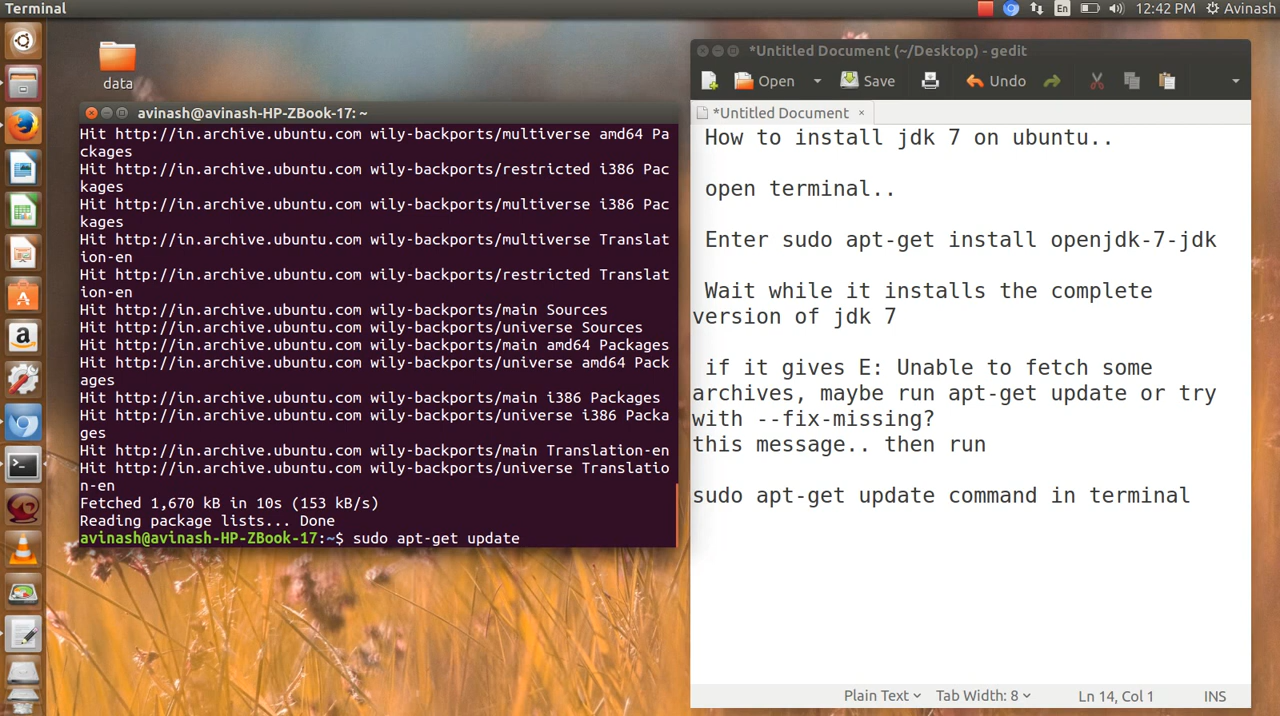 Terminal
En
12:42 PM
Avinash
data
avinash@avinash-HP-ZBook-17: ~
Hit http://in.archive.ubuntu.com wily-backports/multiverse amd64 Pa
ckages
Hit http://in.archive.ubuntu.com wily-backports/restricted i386 Pac
kages
Hit http://in.archive.ubuntu.com wily-backports/multiverse i386 Pac
kages
Hit http://in.archive.ubuntu.com wily-backports/multiverse Translat
ion-en
Hit http://in.archive.ubuntu.com wily-backports/restricted Translat
ion-en
Hit http://in.archive.ubuntu.com wily-backports/main Sources
Hit http://in.archive.ubuntu.com wily-backports/universe Sources
Hit http://in.archive.ubuntu.com wily-backports/main amd64 Packages
Hit http://in.archive.ubuntu.com wily-backports/universe amd64 Pack
ages
Hit http://in.archive.ubuntu.com wily-backports/main i386 Packages
Hit http://in.archive.ubuntu.com wily-backports/universe i386 Packa
ges
Hit http://in.archive.ubuntu.com wily-backports/main Translation-en
Hit http://in.archive.ubuntu.com wily-backports/universe Translatio
n-en
Fetched 1,670 kB in 10s (153 kB/s)
Reading package lists... Done
avinash@avinash-HP-ZBook-17:~$ sudo apt-get update
*Untitled Document (~/Desktop) - gedit
Open
Save
Undo
*Untitled Document ×
How to install jdk 7 on ubuntu..
open terminal..
Enter sudo apt-get install openjdk-7-jdk
Wait while it installs the complete
version of jdk 7
if it gives E: Unable to fetch some
archives, maybe run apt-get update or try
with --fix-missing?
this message.. then run
sudo apt-get update command in terminal
Plain Text
Tab Width: 8
Ln 14, Col 1
INS